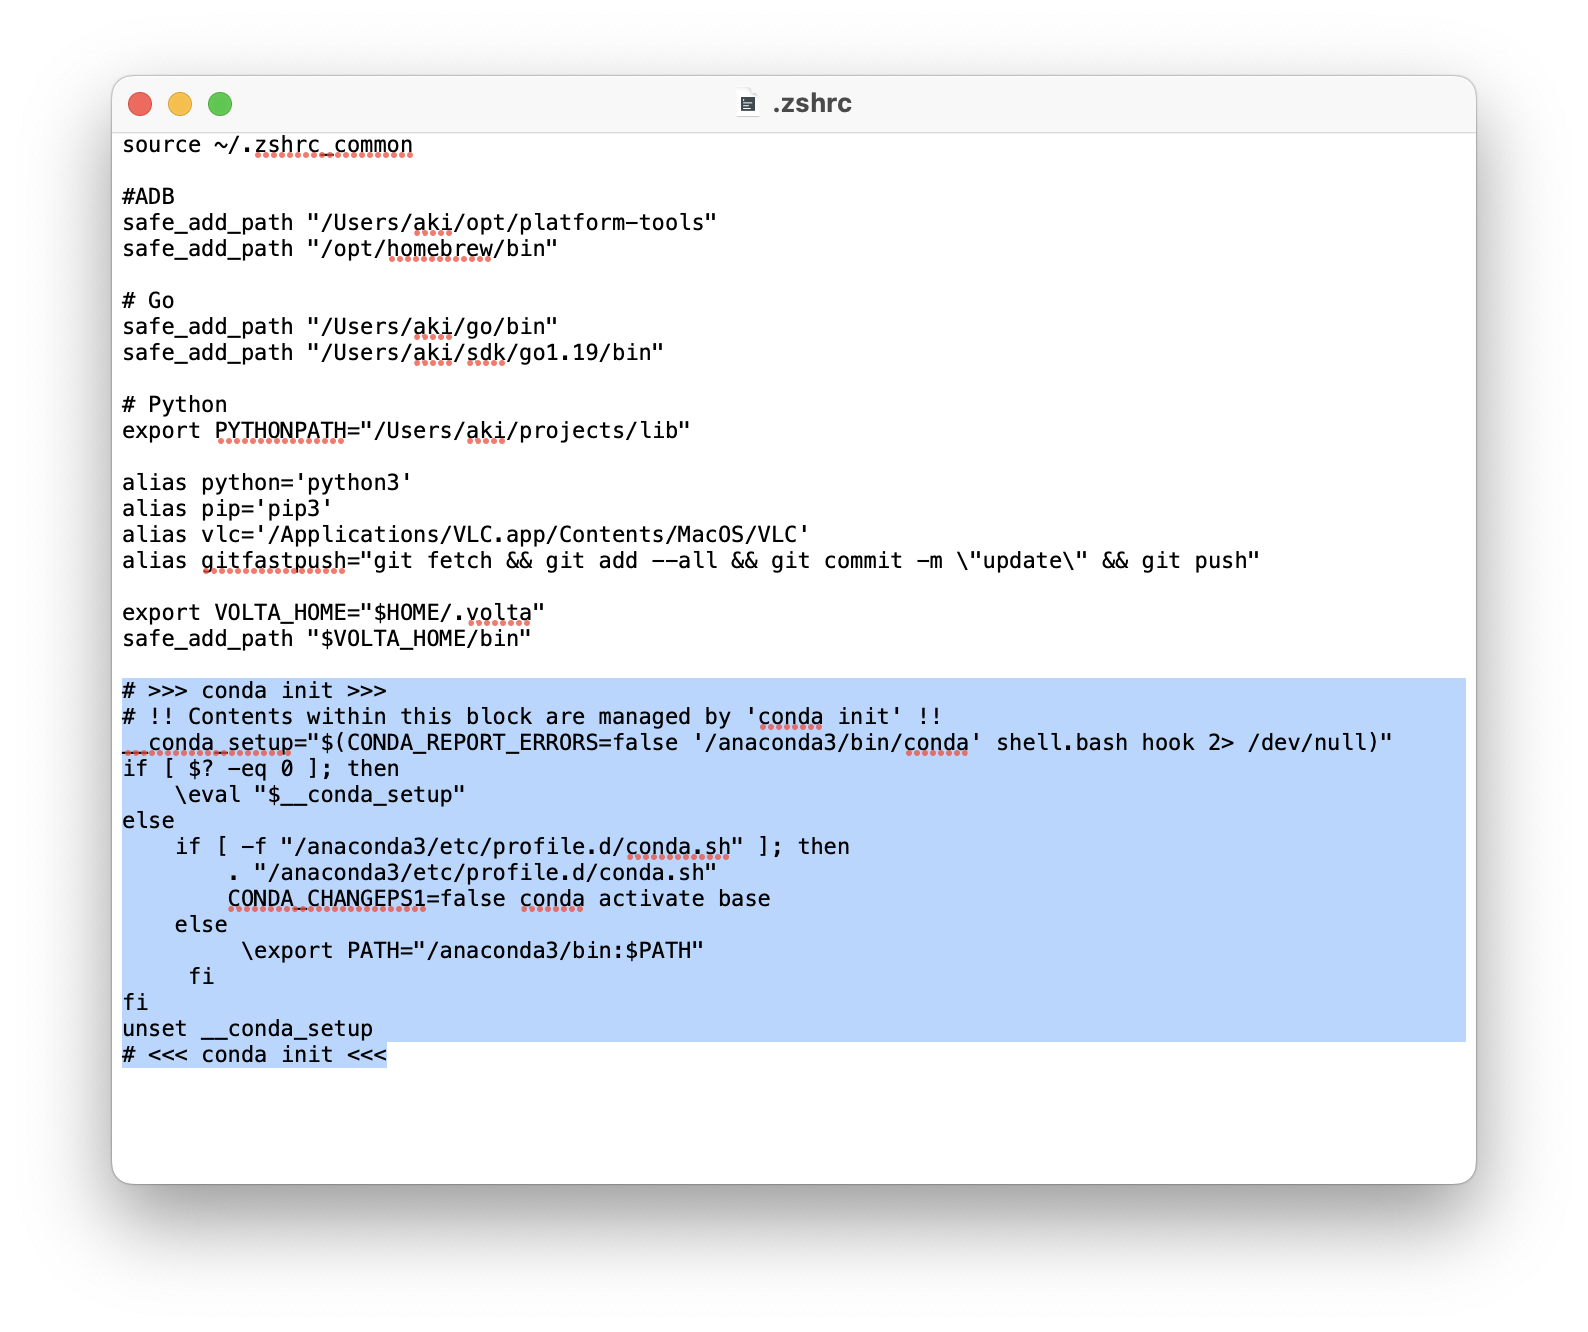 .zshrc
source ~/.zshrc_common

#ADB
safe_add_path "/Users/aki/opt/platform-tools"
safe_add_path "/opt/homebrew/bin"

# Go
safe_add_path "/Users/aki/go/bin"
safe_add_path "/Users/aki/sdk/go1.19/bin"

# Python
export PYTHONPATH="/Users/aki/projects/lib"

alias python='python3'
alias pip='pip3'
alias vlc='/Applications/VLC.app/Contents/MacOS/VLC'
alias gitfastpush="git fetch && git add --all && git commit -m \"update\" && git push"

export VOLTA_HOME="$HOME/.volta"
safe_add_path "$VOLTA_HOME/bin"

# >>> conda init >>>
# !! Contents within this block are managed by 'conda init' !!
__conda_setup="$(CONDA_REPORT_ERRORS=false '/anaconda3/bin/conda' shell.bash hook 2> /dev/null)"
if [ $? -eq 0 ]; then
    \eval "$__conda_setup"
else
    if [ -f "/anaconda3/etc/profile.d/conda.sh" ]; then
        . "/anaconda3/etc/profile.d/conda.sh"
        CONDA_CHANGEPS1=false conda activate base
    else
         \export PATH="/anaconda3/bin:$PATH"
     fi
fi
unset __conda_setup
# <<< conda init <<<